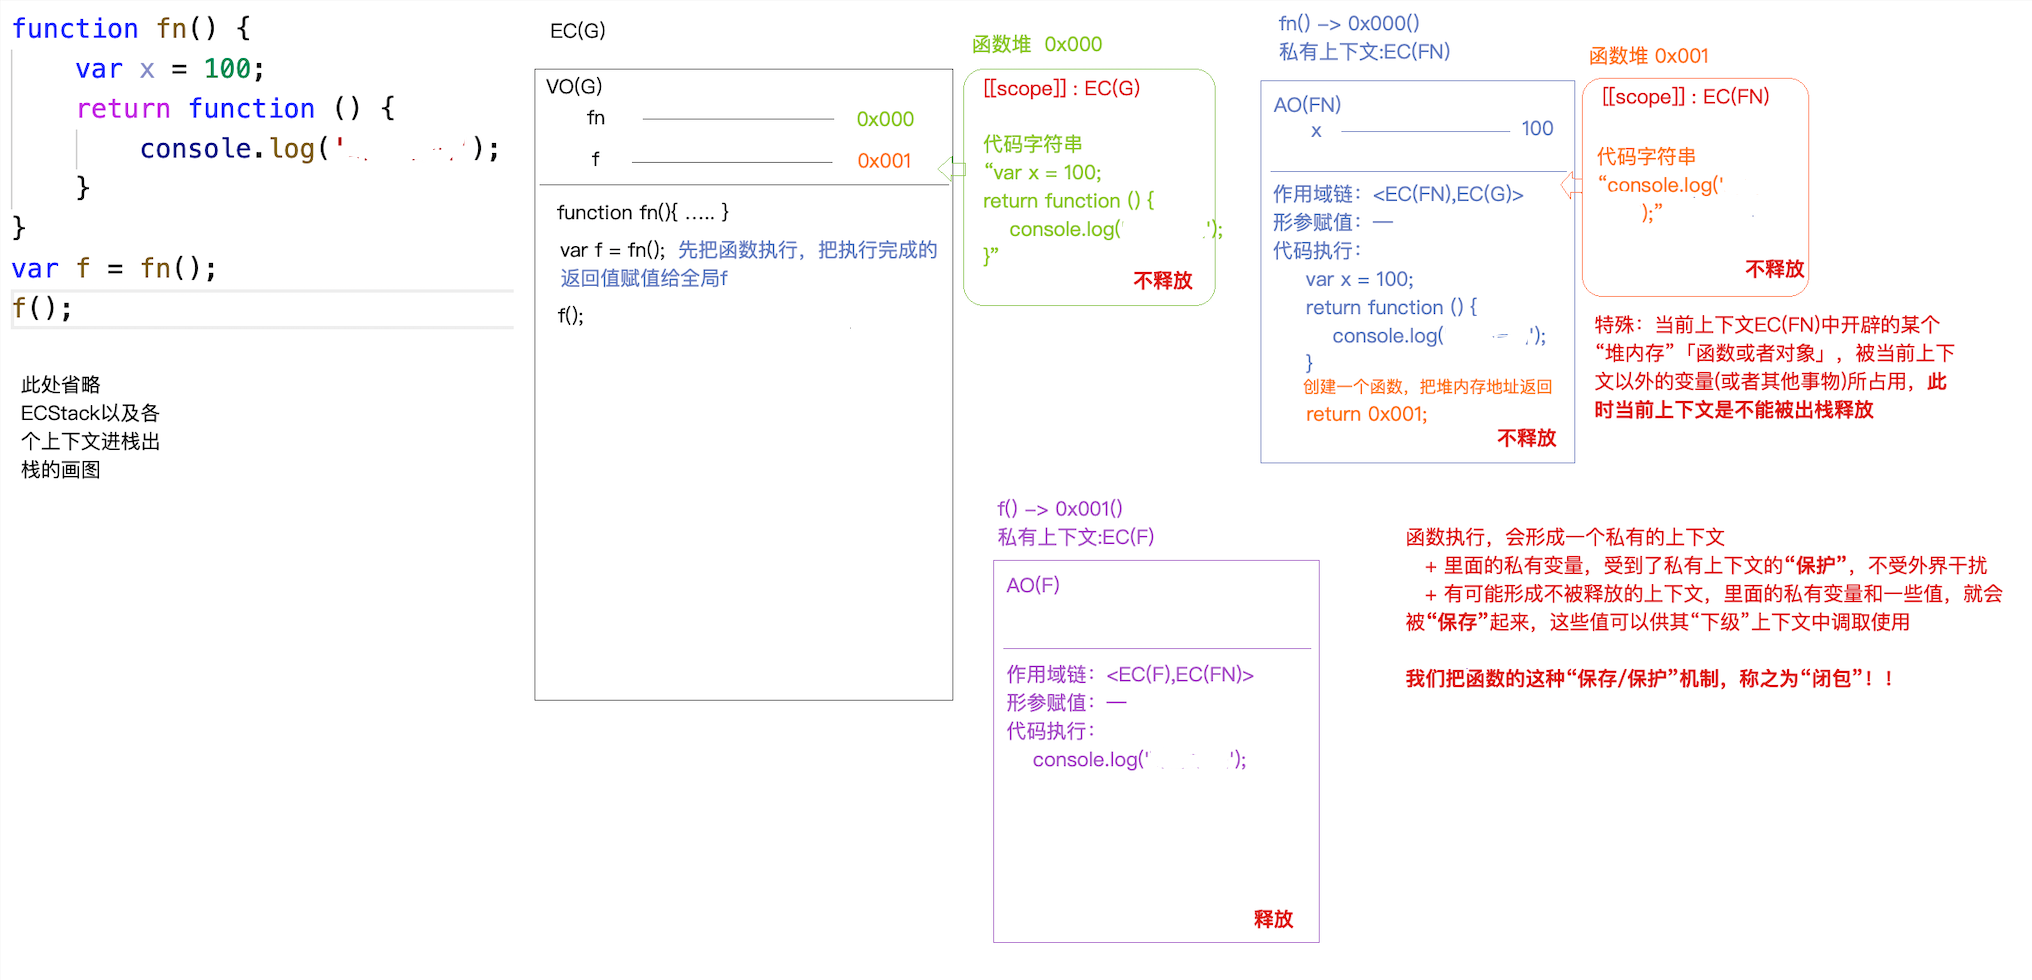 function fn() {
var x = 100;
return function () {
console.log('');
}
}
var f = fn();
f();
此处省略
ECStack以及各
个上下文进栈出
栈的画图
EC(G)
VO(G)
fn 0x000
f 0x001
function fn(){ ..... }
var f = fn(); 先把函数执行，把执行完成的
返回值赋值给全局f
f();
函数堆 0x000
[[scope]] : EC(G)
代码字符串
“var x = 100;
return function () {
console.log('');
}”
不释放
fn() -> 0x000()
私有上下文:EC(FN)
AO(FN)
x 100
作用域链：<EC(FN),EC(G)>
形参赋值：—
代码执行：
var x = 100;
return function () {
console.log( ');
}
创建一个函数，把堆内存地址返回
return 0x001;
不释放
函数堆 0x001
[[scope]] : EC(FN)
代码字符串
“console.log('
);”
不释放
特殊：当前上下文EC(FN)中开辟的某个
“堆内存”「函数或者对象」，被当前上下
文以外的变量(或者其他事物)所占用，此
时当前上下文是不能被出栈释放
f() -> 0x001()
私有上下文:EC(F)
AO(F)
作用域链：<EC(F),EC(FN)>
形参赋值：—
代码执行：
console.log('');
释放
函数执行，会形成一个私有的上下文
+ 里面的私有变量，受到了私有上下文的“保护”，不受外界干扰
+ 有可能形成不被释放的上下文，里面的私有变量和一些值，就会
被“保存”起来，这些值可以供其“下级”上下文中调取使用
我们把函数的这种“保存/保护”机制，称之为“闭包”！！